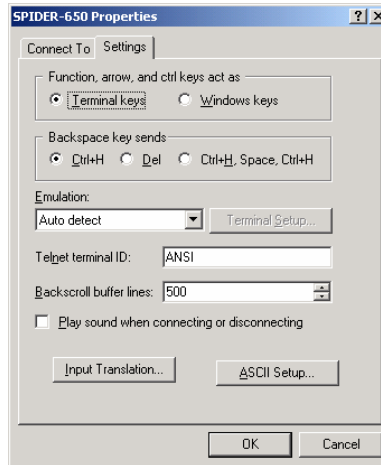 SPIDER-650 Properties
Connect To Settings
Function, arrow, and ctrl keys act as
Terminal keys Windows keys
Backspace key sends
Ctrl+H Del Ctrl+H, Space, Ctrl+H
Emulation:
Auto detect Terminal Setup...
Telnet terminal ID: ANSI
Backscroll buffer lines: 500
Play sound when connecting or disconnecting
Input Translation... ASCII Setup...
OK Cancel